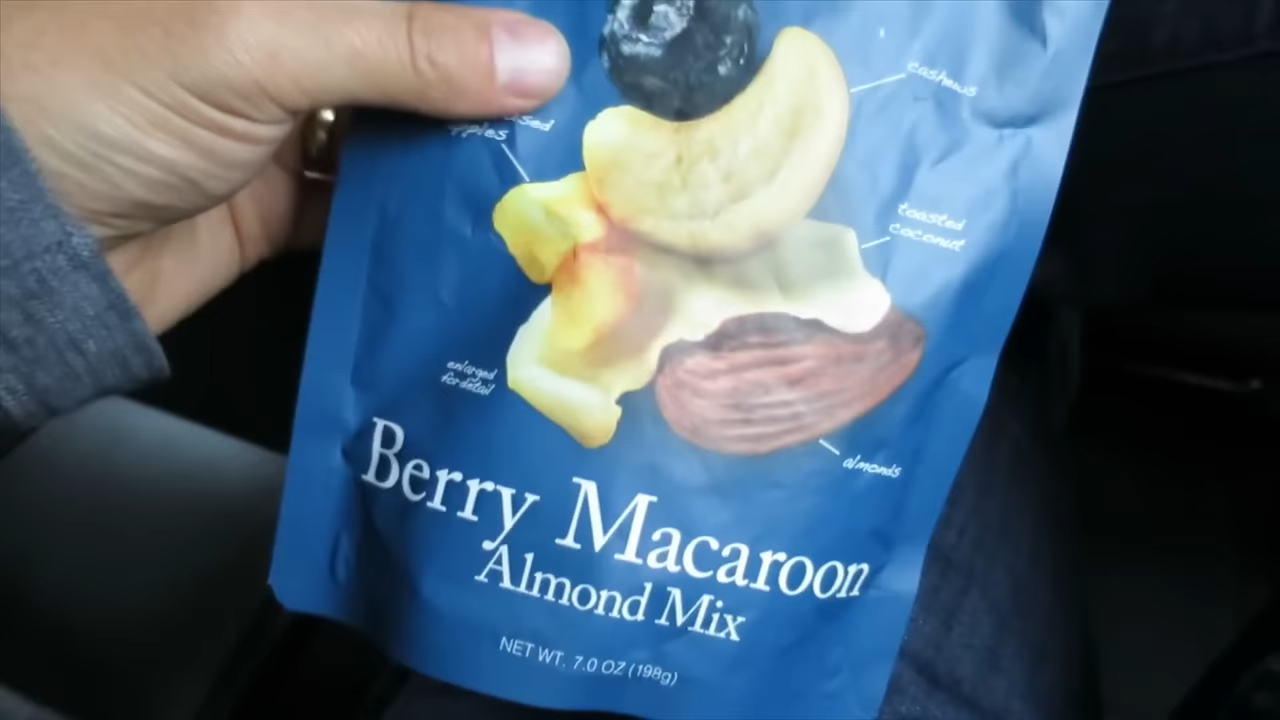 cashews
toasted
coconut
enlarged
for detail
almonds
Berry Macaroon
Almond Mix
NET WT. 7.0 OZ (198g)